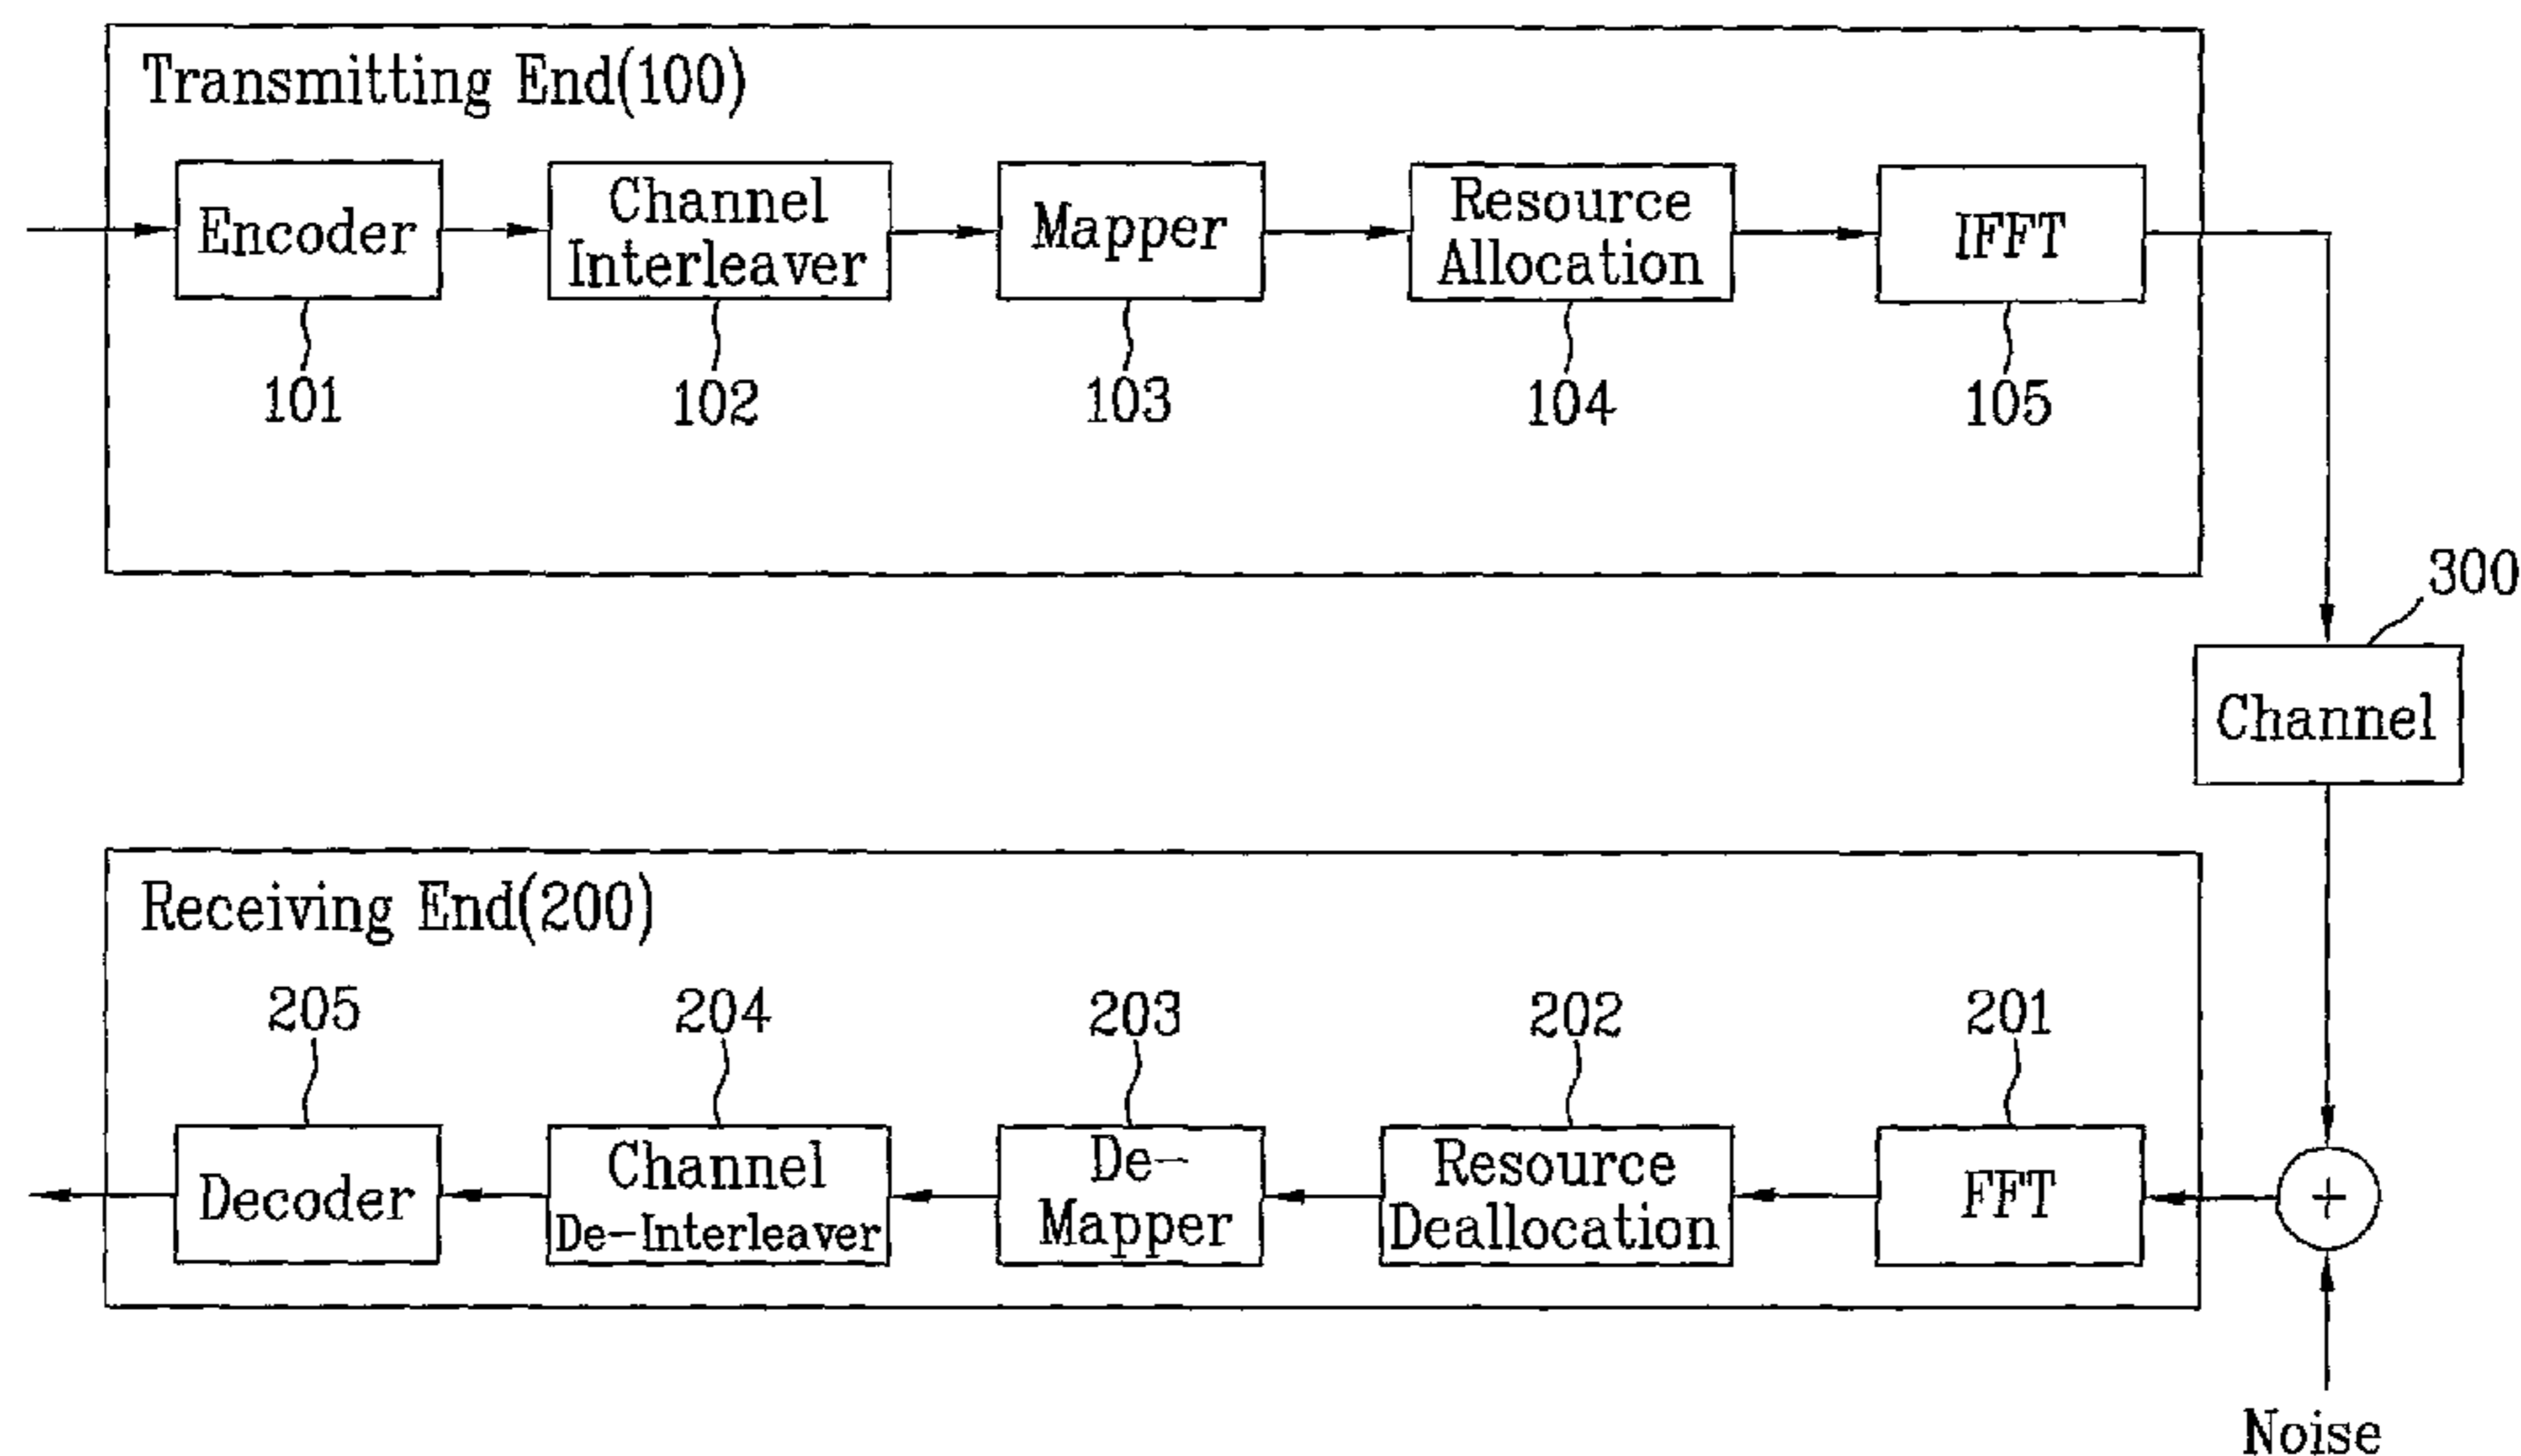 Transmitting End(100)
Encoder
Channel
Interleaver
Mapper
Resource
Allocation
IFFT
101
102
103
104
105
300
Channel
Receiving End(200)
205
204
203
202
201
Decoder
Channel
De-Interleaver
De-
Mapper
Resource
Deallocation
FFT
+
Noise